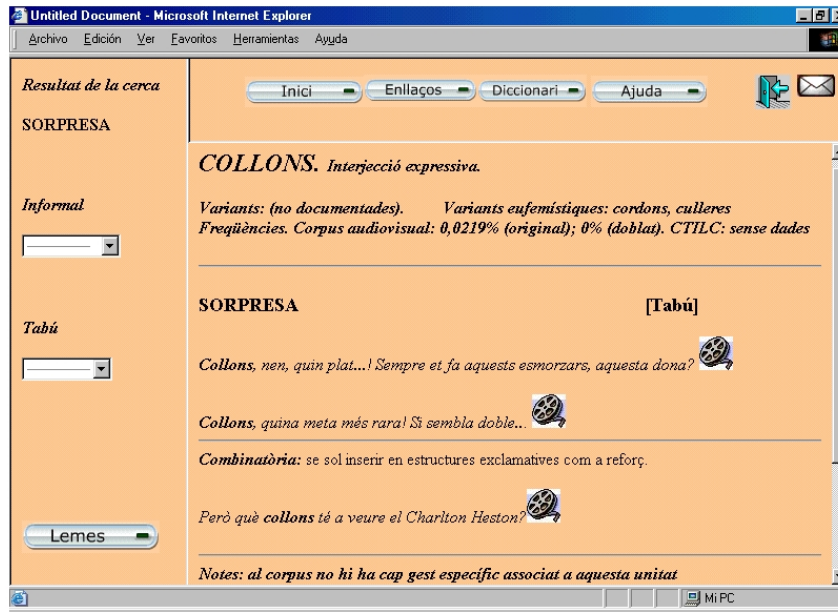 Untitled Document - Microsoft Internet Explorer
Archivo Edición Ver Favoritos Herramientas Ayuda
Resultat de la cerca
SORPRESA
Informal
Tabú
Lemes
Inici Enllaços Diccionari Ajuda
COLLONS. Interjecció expressiva.
Variants: (no documentades). Variants eufemístiques: cordons, culleres
Freqüències. Corpus audiovisual: 0,0219% (original); 0% (doblat). CTILC: sense dades
SORPRESA [Tabú]
Collons, nen, quin plat...! Sempre et fa aquests esmorzars, aquesta dona?
Collons, quina meta més rara! Si sembla doble...
Combinatòria: se sol inserir en estructures exclamatives com a reforç.
Però què collons té a veure el Charlton Heston?
Notes: al corpus no hi ha cap gest específic associat a aquesta unitat
Mi PC